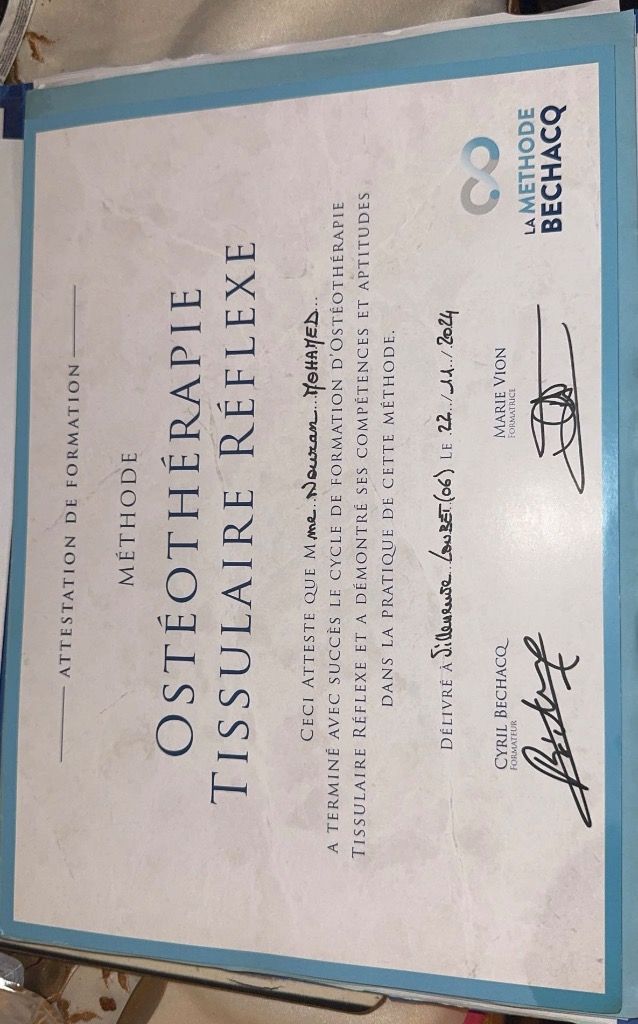 ATTESTATION DE FORMATION
MÉTHODE
OSTÉOTHÉRAPIE
TISSULAIRE RÉFLEXE
CECI ATTESTE QUE Mme Nouran MOHAMED
A TERMINÉ AVEC SUCCÈS LE CYCLE DE FORMATION D'OSTÉOTHÉRAPIE
TISSULAIRE RÉFLEXE ET A DÉMONTRÉ SES COMPÉTENCES ET APTITUDES
DANS LA PRATIQUE DE CETTE MÉTHODE.
DÉLIVRÉ À Villeneuve LOUBET (06) LE 22/11/2024
CYRIL BECHACQ
FORMATEUR
MARIE VION
FORMATRICE
LA METHODE
BECHACQ